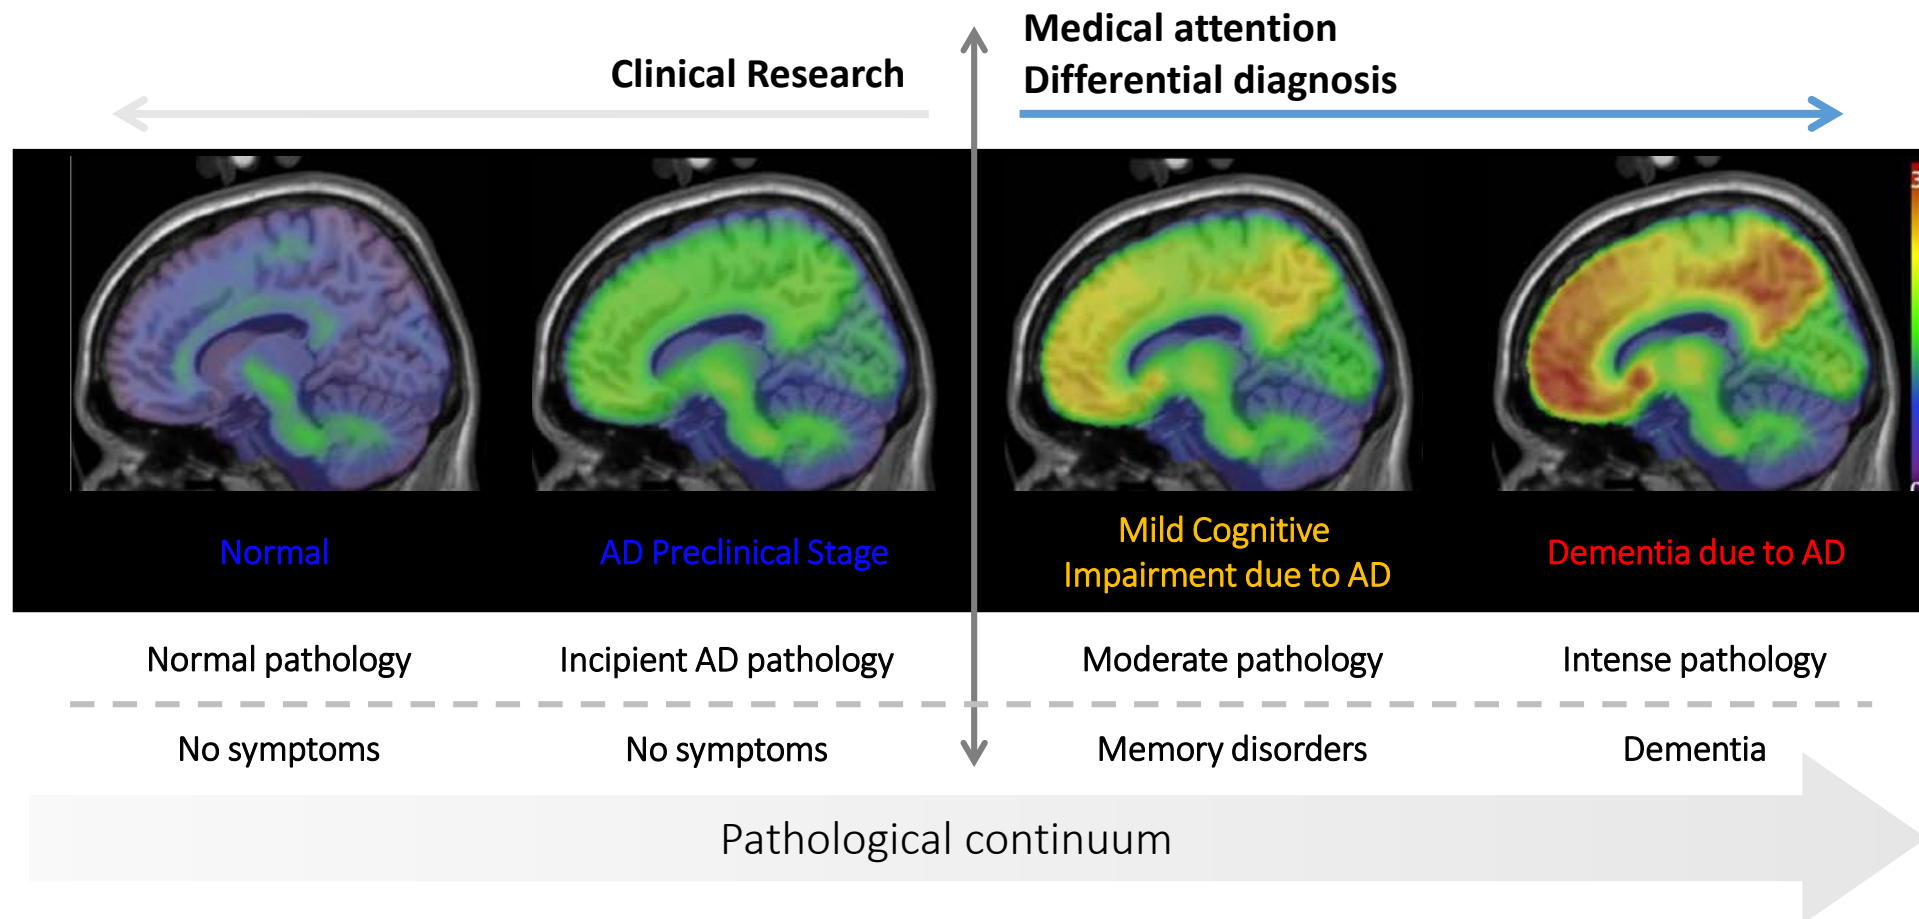 Medical attention
Clinical Research
Differential diagnosis
3
0
Normal
AD Preclinical Stage
Mild Cognitive
Impairment due to AD
Dementia due to AD
Normal pathology
Incipient AD pathology
Moderate pathology
Intense pathology
No symptoms
No symptoms
Memory disorders
Dementia
Pathological continuum